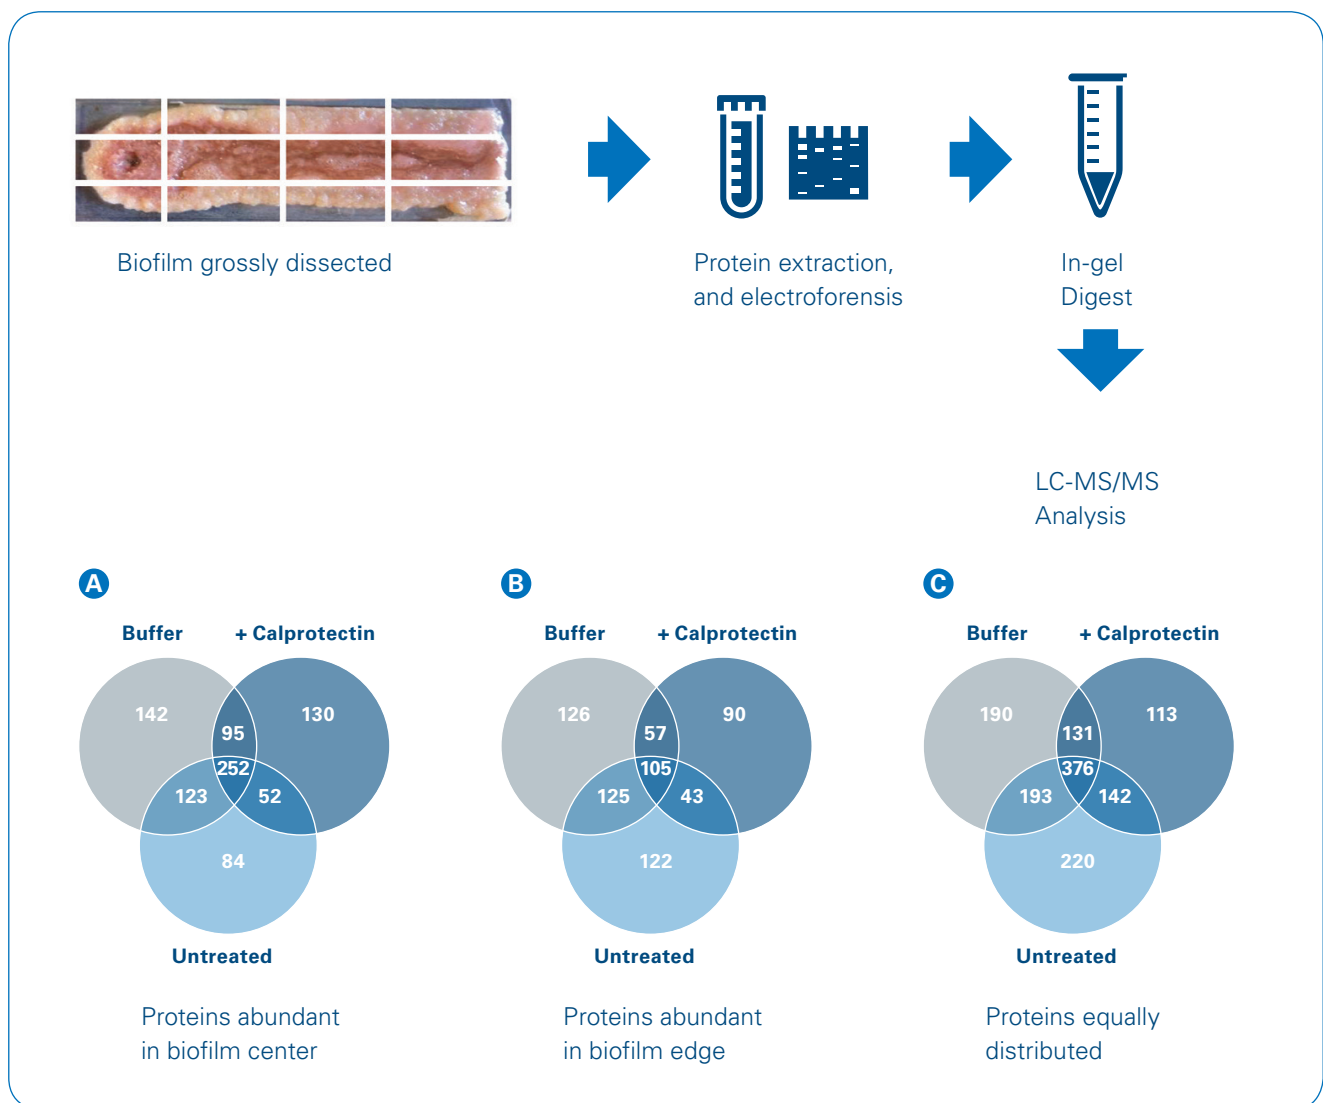 Biofilm grossly dissected
Protein extraction,
and electroforensis
In-gel
Digest
LC-MS/MS
Analysis
A
Buffer
+ Calprotectin
142
95
130
252
123
52
84
Untreated
Proteins abundant
in biofilm center
B
Buffer
+ Calprotectin
126
57
90
105
125
43
122
Untreated
Proteins abundant
in biofilm edge
C
Buffer
+ Calprotectin
190
131
113
376
193
142
220
Untreated
Proteins equally
distributed